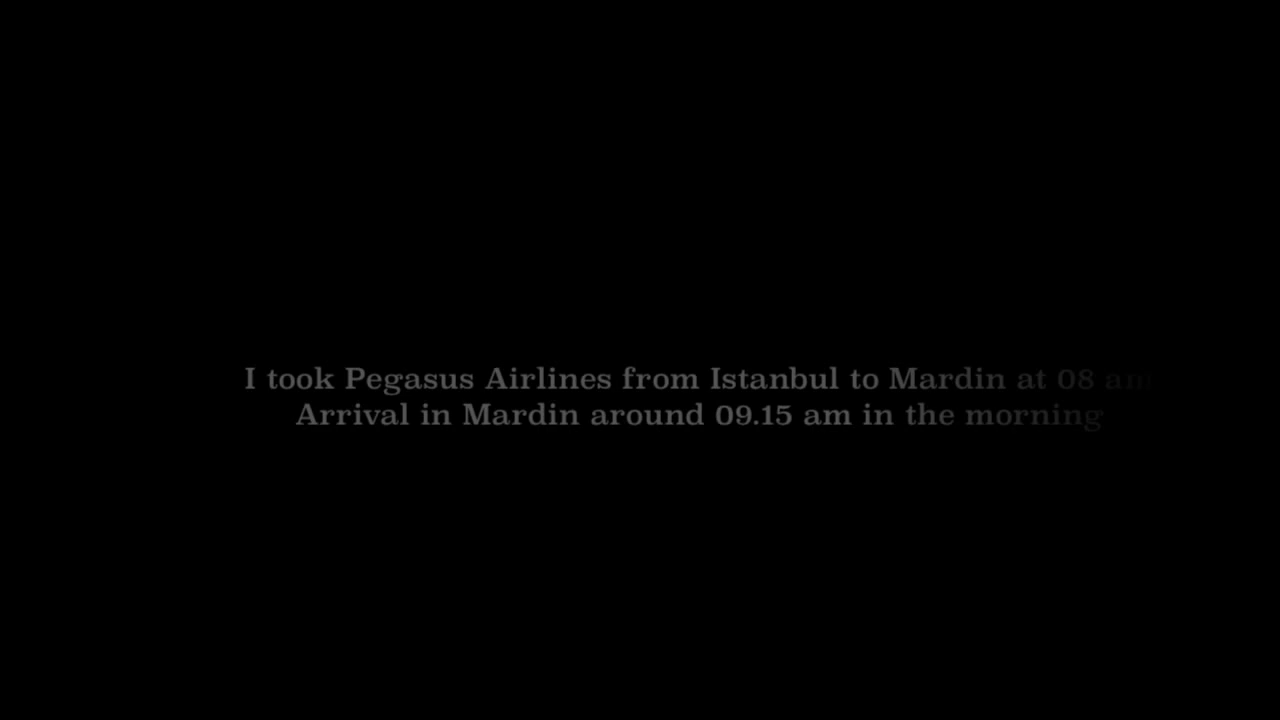 I took Pegasus Airlines from Istanbul to Mardin at 08 am
Arrival in Mardin around 09.15 am in the morning